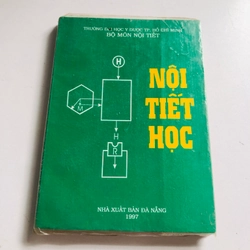 TRƯỜNG ĐẠI HỌC Y DƯỢC TP. HỒ CHÍ MINH
BỘ MÔN NỘI TIẾT
H
NỘI
TIẾT
HỌC
M
H
R
NHÀ XUẤT BẢN ĐÀ NẴNG
1997